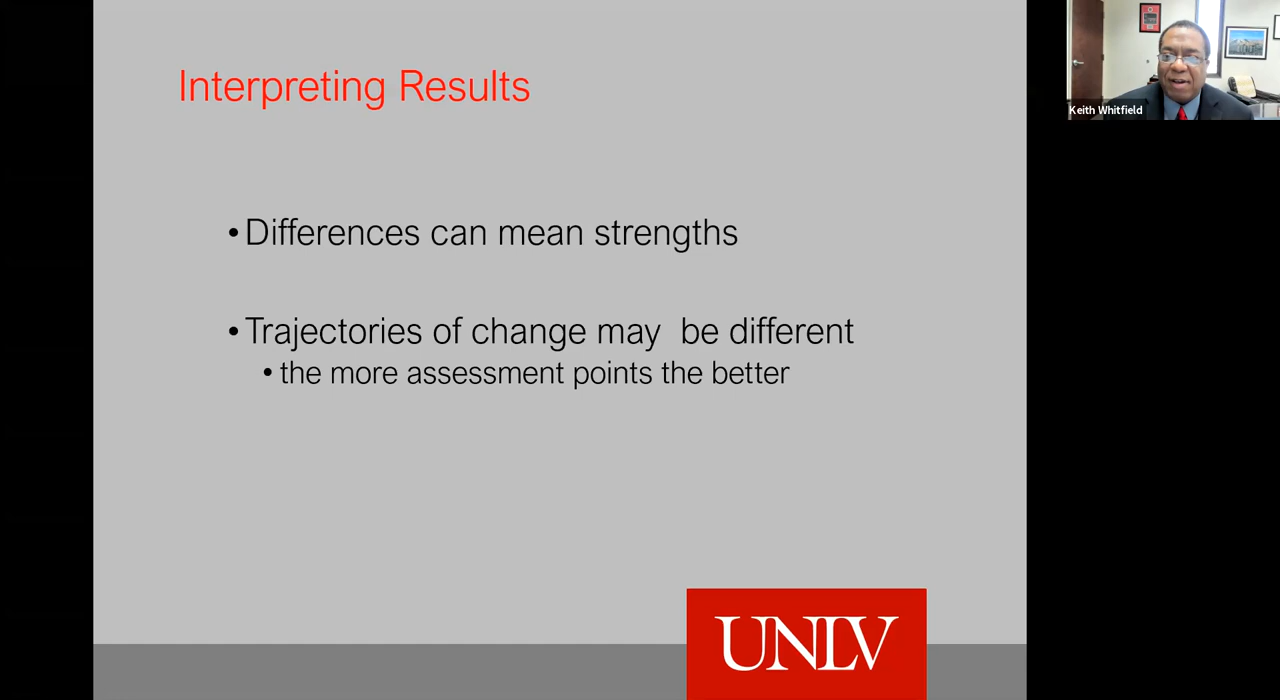 Interpreting Results
•Differences can mean strengths
•Trajectories of change may  be different
•the more assessment points the better
UNLV
Keith Whitfield